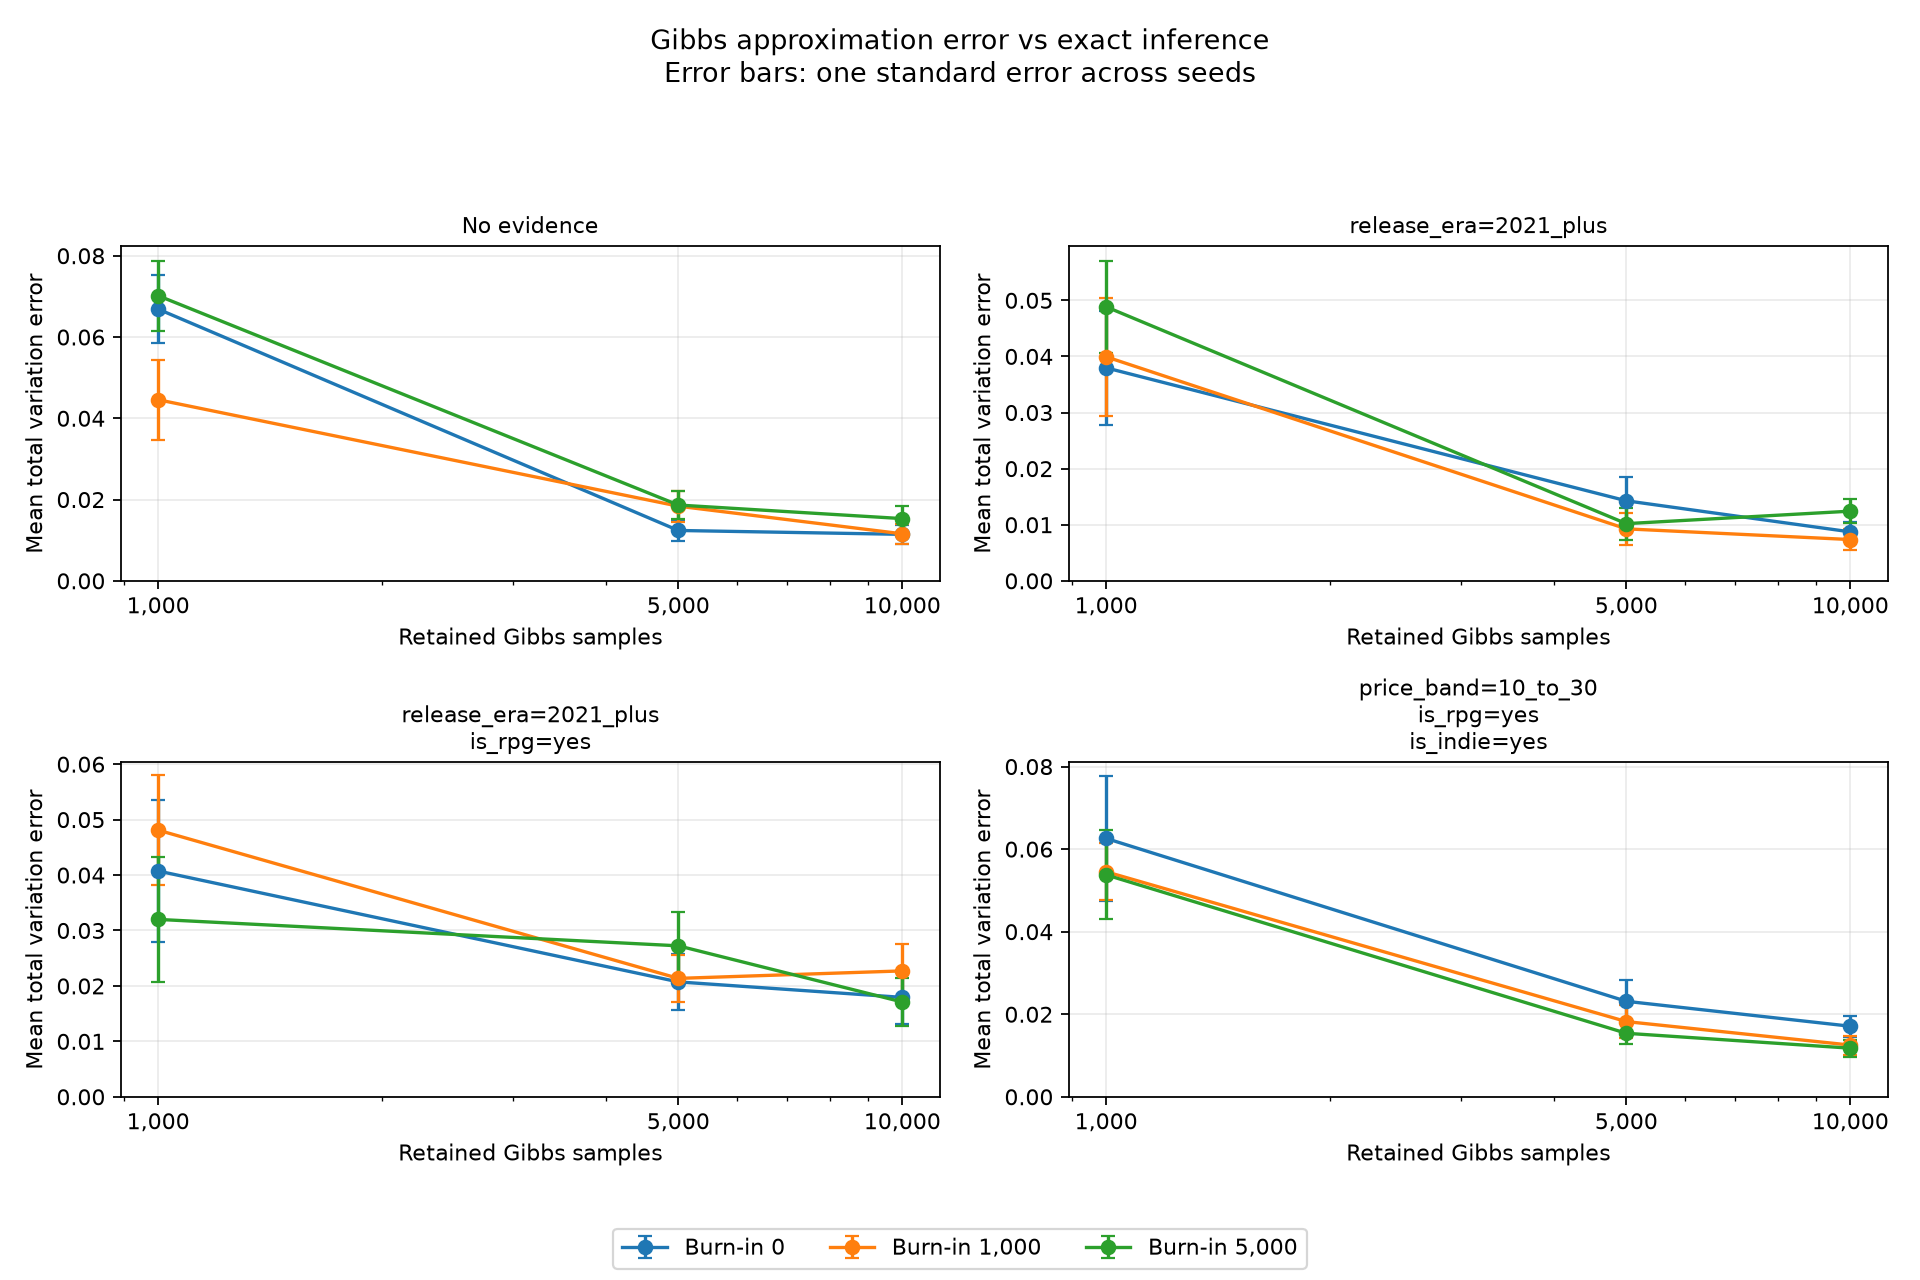 Gibbs approximation error vs exact inference
Error bars: one standard error across seeds
No evidence
Mean total variation error
0.08
0.06
0.04
0.02
0.00
1,000
5,000
10,000
Retained Gibbs samples
release_era=2021_plus
Mean total variation error
0.05
0.04
0.03
0.02
0.01
0.00
1,000
5,000
10,000
Retained Gibbs samples
release_era=2021_plus
is_rpg=yes
Mean total variation error
0.06
0.05
0.04
0.03
0.02
0.01
0.00
1,000
5,000
10,000
Retained Gibbs samples
price_band=10_to_30
is_rpg=yes
is_indie=yes
Mean total variation error
0.08
0.06
0.04
0.02
0.00
1,000
5,000
10,000
Retained Gibbs samples
Burn-in 0
Burn-in 1,000
Burn-in 5,000